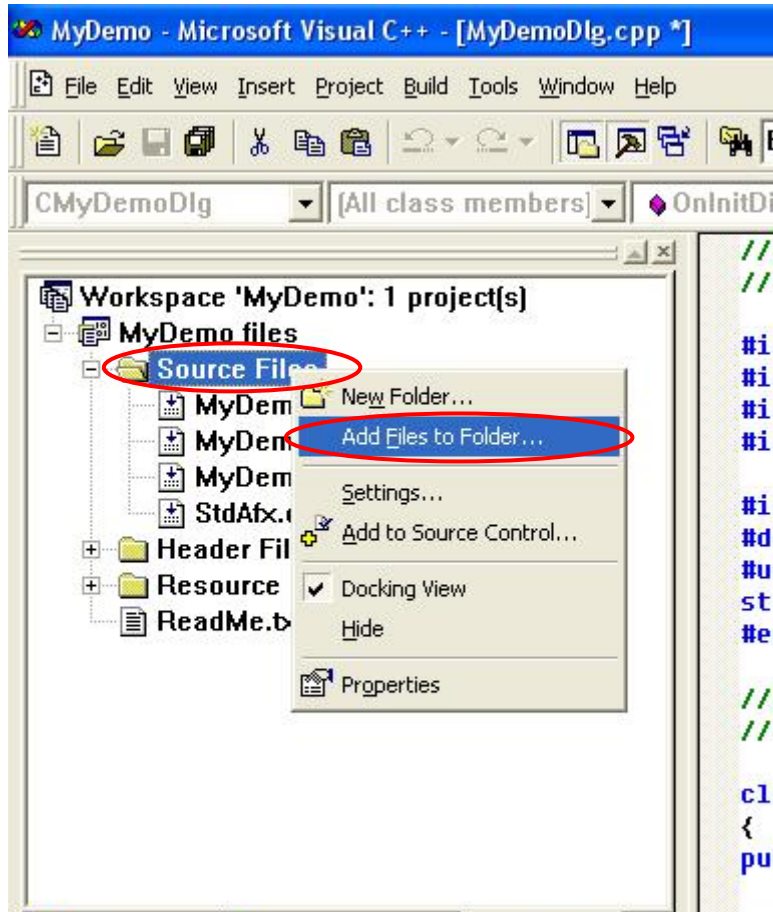 MyDemo - Microsoft Visual C++ - [MyDemoDlg.cpp *]
File Edit View Insert Project Build Tools Window Help
CMyDemoDlg (All class members) OnInitDi
Workspace 'MyDemo': 1 project(s)
MyDemo files
Source Files
MyDem
MyDem
MyDem
StdAfx.
Header Fil
Resource
ReadMe.tx
New Folder...
Add Files to Folder...
Settings...
Add to Source Control...
Docking View
Hide
Properties
//
//
#i
#i
#i
#i
#i
#d
#u
st
#e
//
//
cl
{
pu